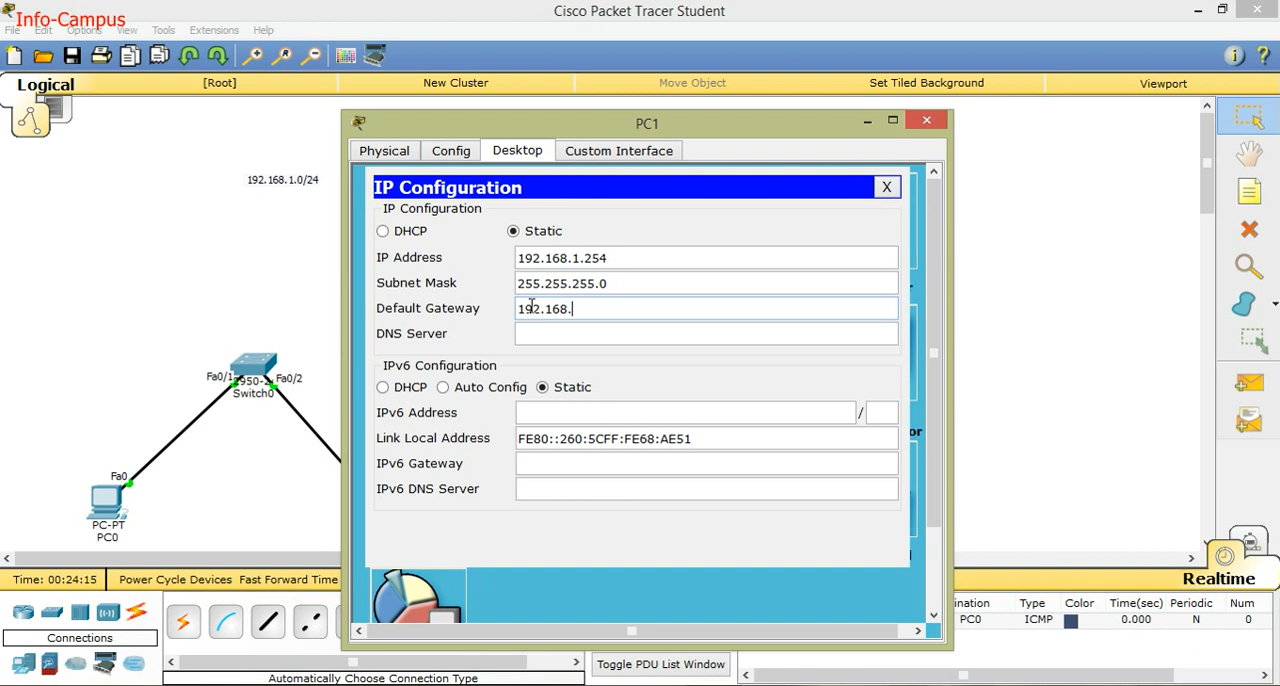 Cisco Packet Tracer Student
Info-Campus
File Edit Options View Tools Extensions Help
Logical [Root] New Cluster Move Object Set Tiled Background Viewport
192.168.1.0/24
PC1
Physical Config Desktop Custom Interface
IP Configuration X
IP Configuration
DHCP Static
IP Address 192.168.1.254
Subnet Mask 255.255.255.0
Default Gateway 192.168.
DNS Server
IPv6 Configuration
DHCP Auto Config Static
IPv6 Address /
Link Local Address FE80::260:5CFF:FE68:AE51
IPv6 Gateway
IPv6 DNS Server
or
Fa0/1 Fa0/2
Switch0
Fa0
PC-PT
PC0
Time: 00:24:15 Power Cycle Devices Fast Forward Time
Realtime
Connections
Automatically Choose Connection Type
Toggle PDU List Window
ination Type Color Time(sec) Periodic Num
PC0 ICMP 0.000 N 0